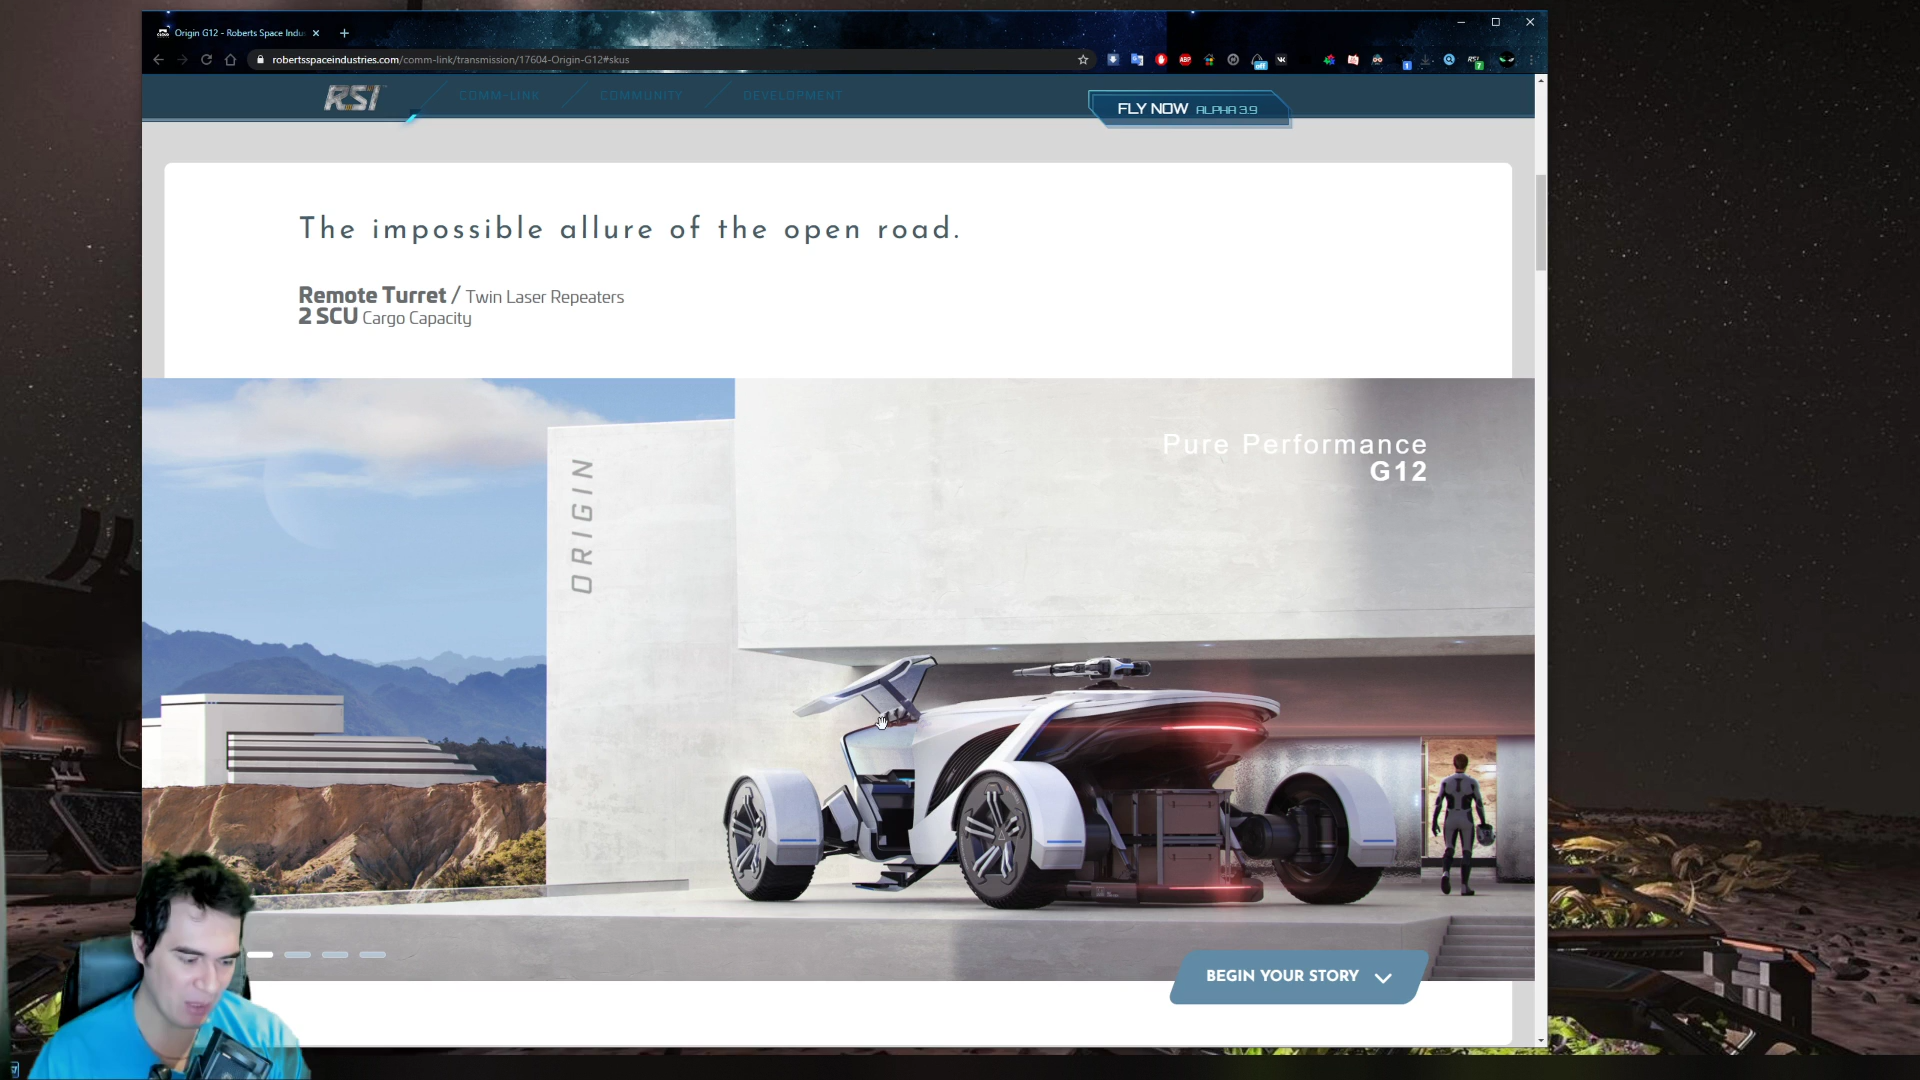 Origin G12 - Roberts Space Indus
robertsspaceindustries.com/comm-link/transmission/17604-Origin-G12#skus
RSI
COMM-LINK
COMMUNITY
DEVELOPMENT
FLY NOW ALPHA 3.9
The impossible allure of the open road.
Remote Turret / Twin Laser Repeaters
2 SCU Cargo Capacity
Pure Performance
G12
ORIGIN
BEGIN YOUR STORY